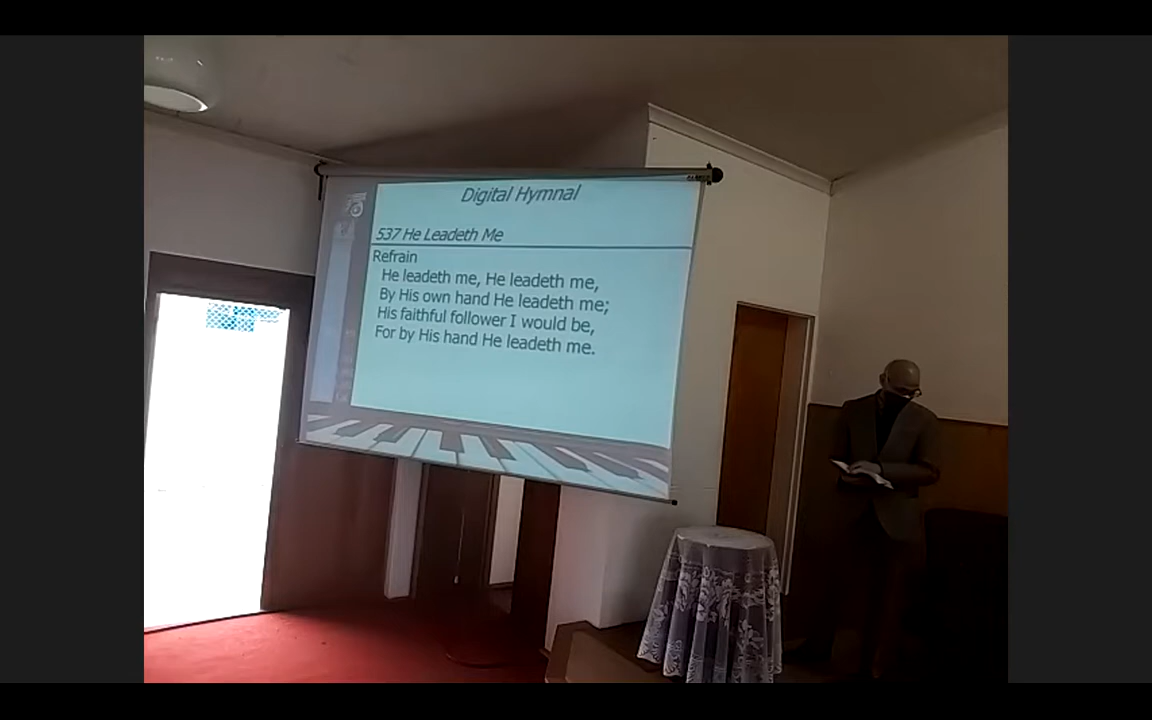 Digital Hymnal
537 He Leadeth Me
Refrain
He leadeth me, He leadeth me,
By His own hand He leadeth me;
His faithful follower I would be,
For by His hand He leadeth me.